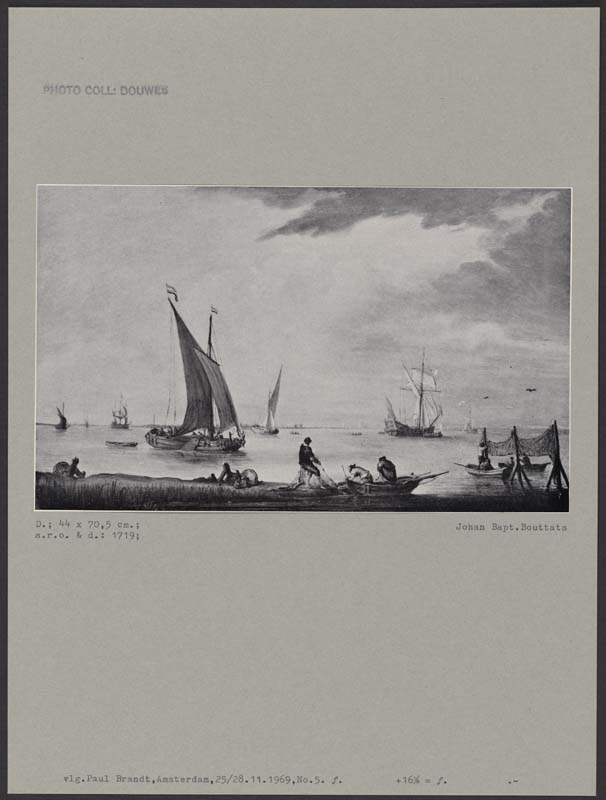 PHOTO COLL: DOUWES
D.; 44 x 70,5 cm.;
s.r.o. & d.: 1719;
Johan Bapt.Bouttats
vlg.Paul Brandt,Amsterdam,25/28.11.1969,No.5. f. +16% = f. .-